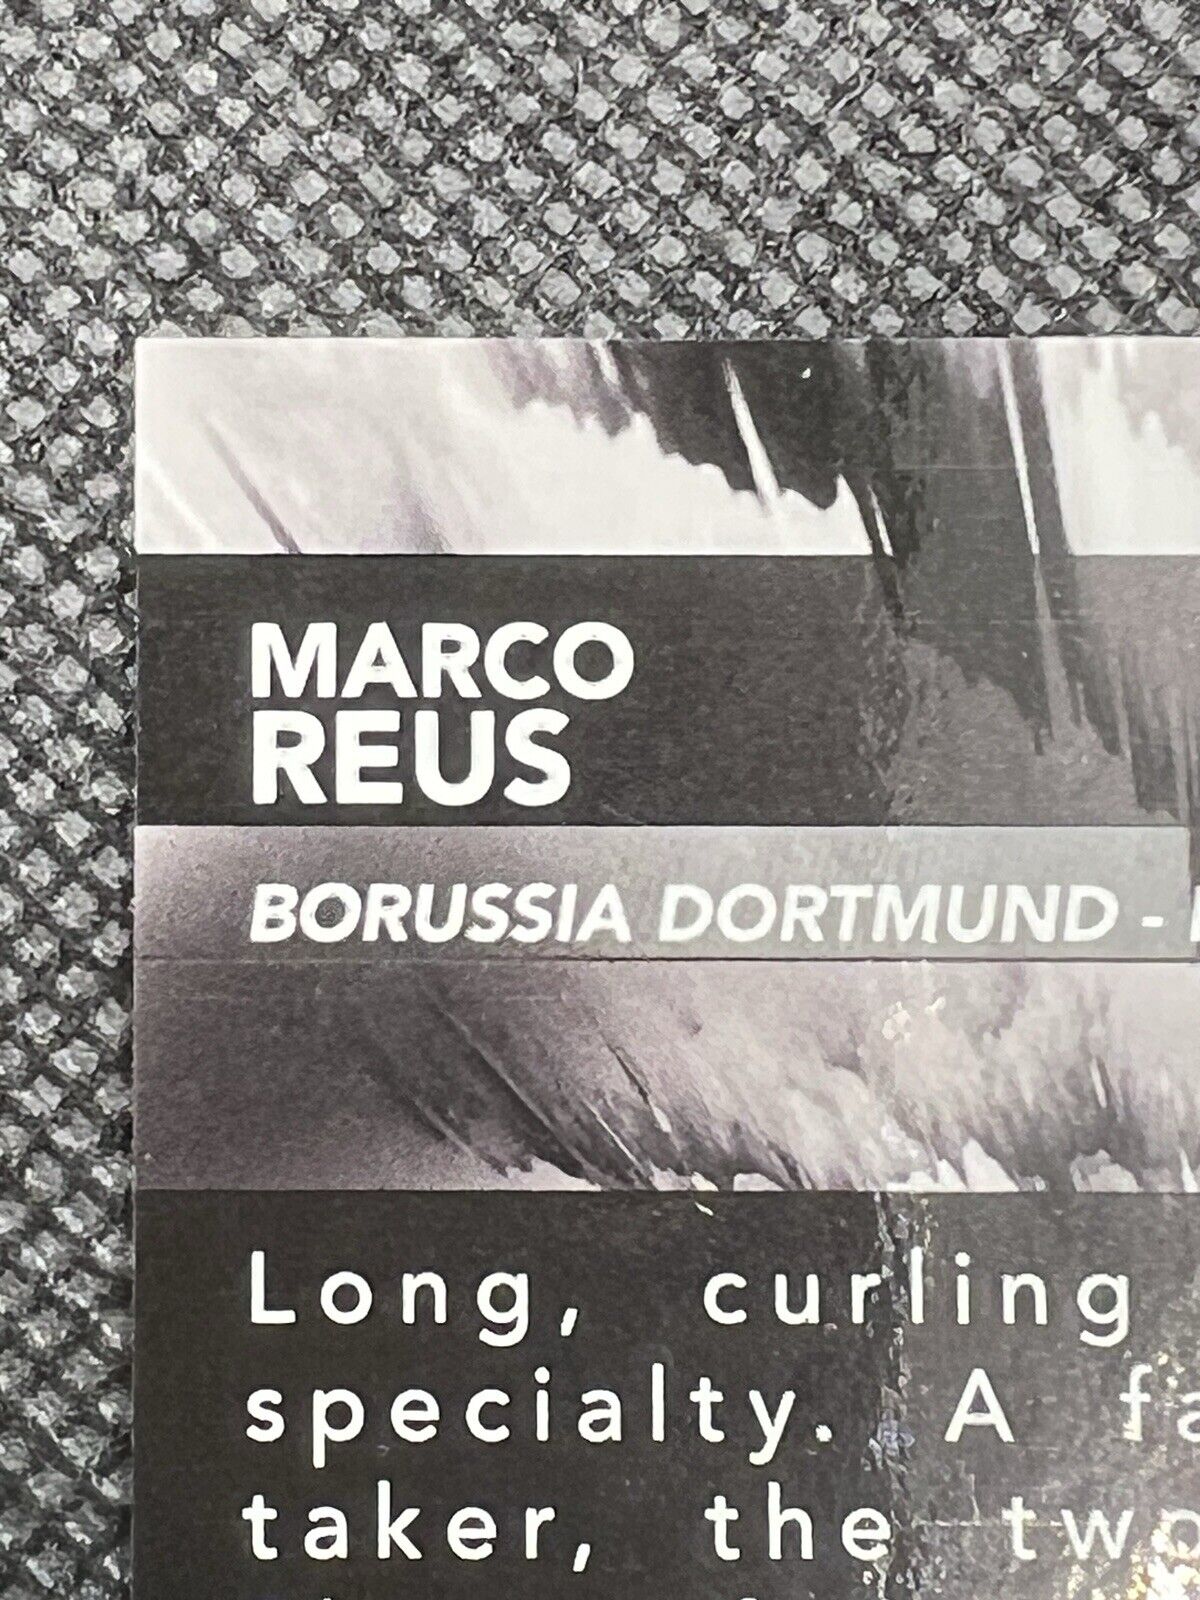 MARCO
REUS
BORUSSIA DORTMUND -
Long, curling
specialty. A
taker, the